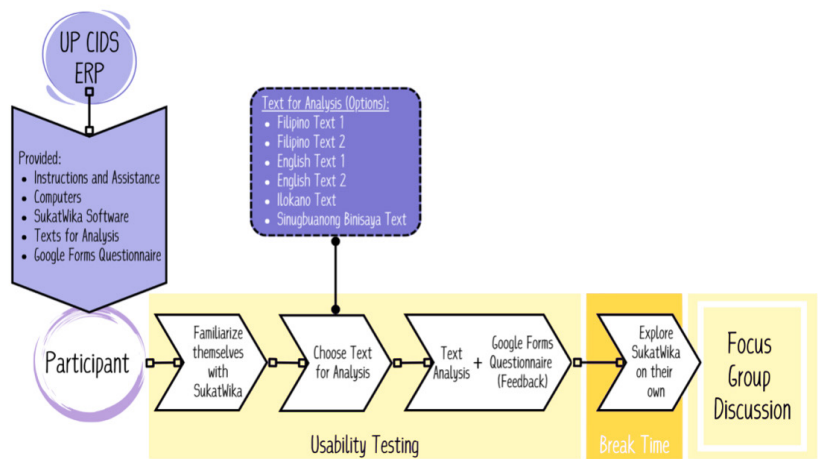 UP CIDS
ERP
Provided:
• Instructions and Assistance
• Computers
• SukatWika Software
• Texts for Analysis
• Google Forms Questionnaire
Text for Analysis (Options):
• Filipino Text 1
• Filipino Text 2
• English Text 1
• English Text 2
• Ilokano Text
• Sinugbuanong Binisaya Text
Participant
Familiarize
themselves
with
SukatWika
Choose Text
for Analysis
Text
Analysis
+
Google Forms
Questionnaire
(Feedback)
Explore
SukatWika
on their
own
Focus
Group
Discussion
Usability Testing
Break Time